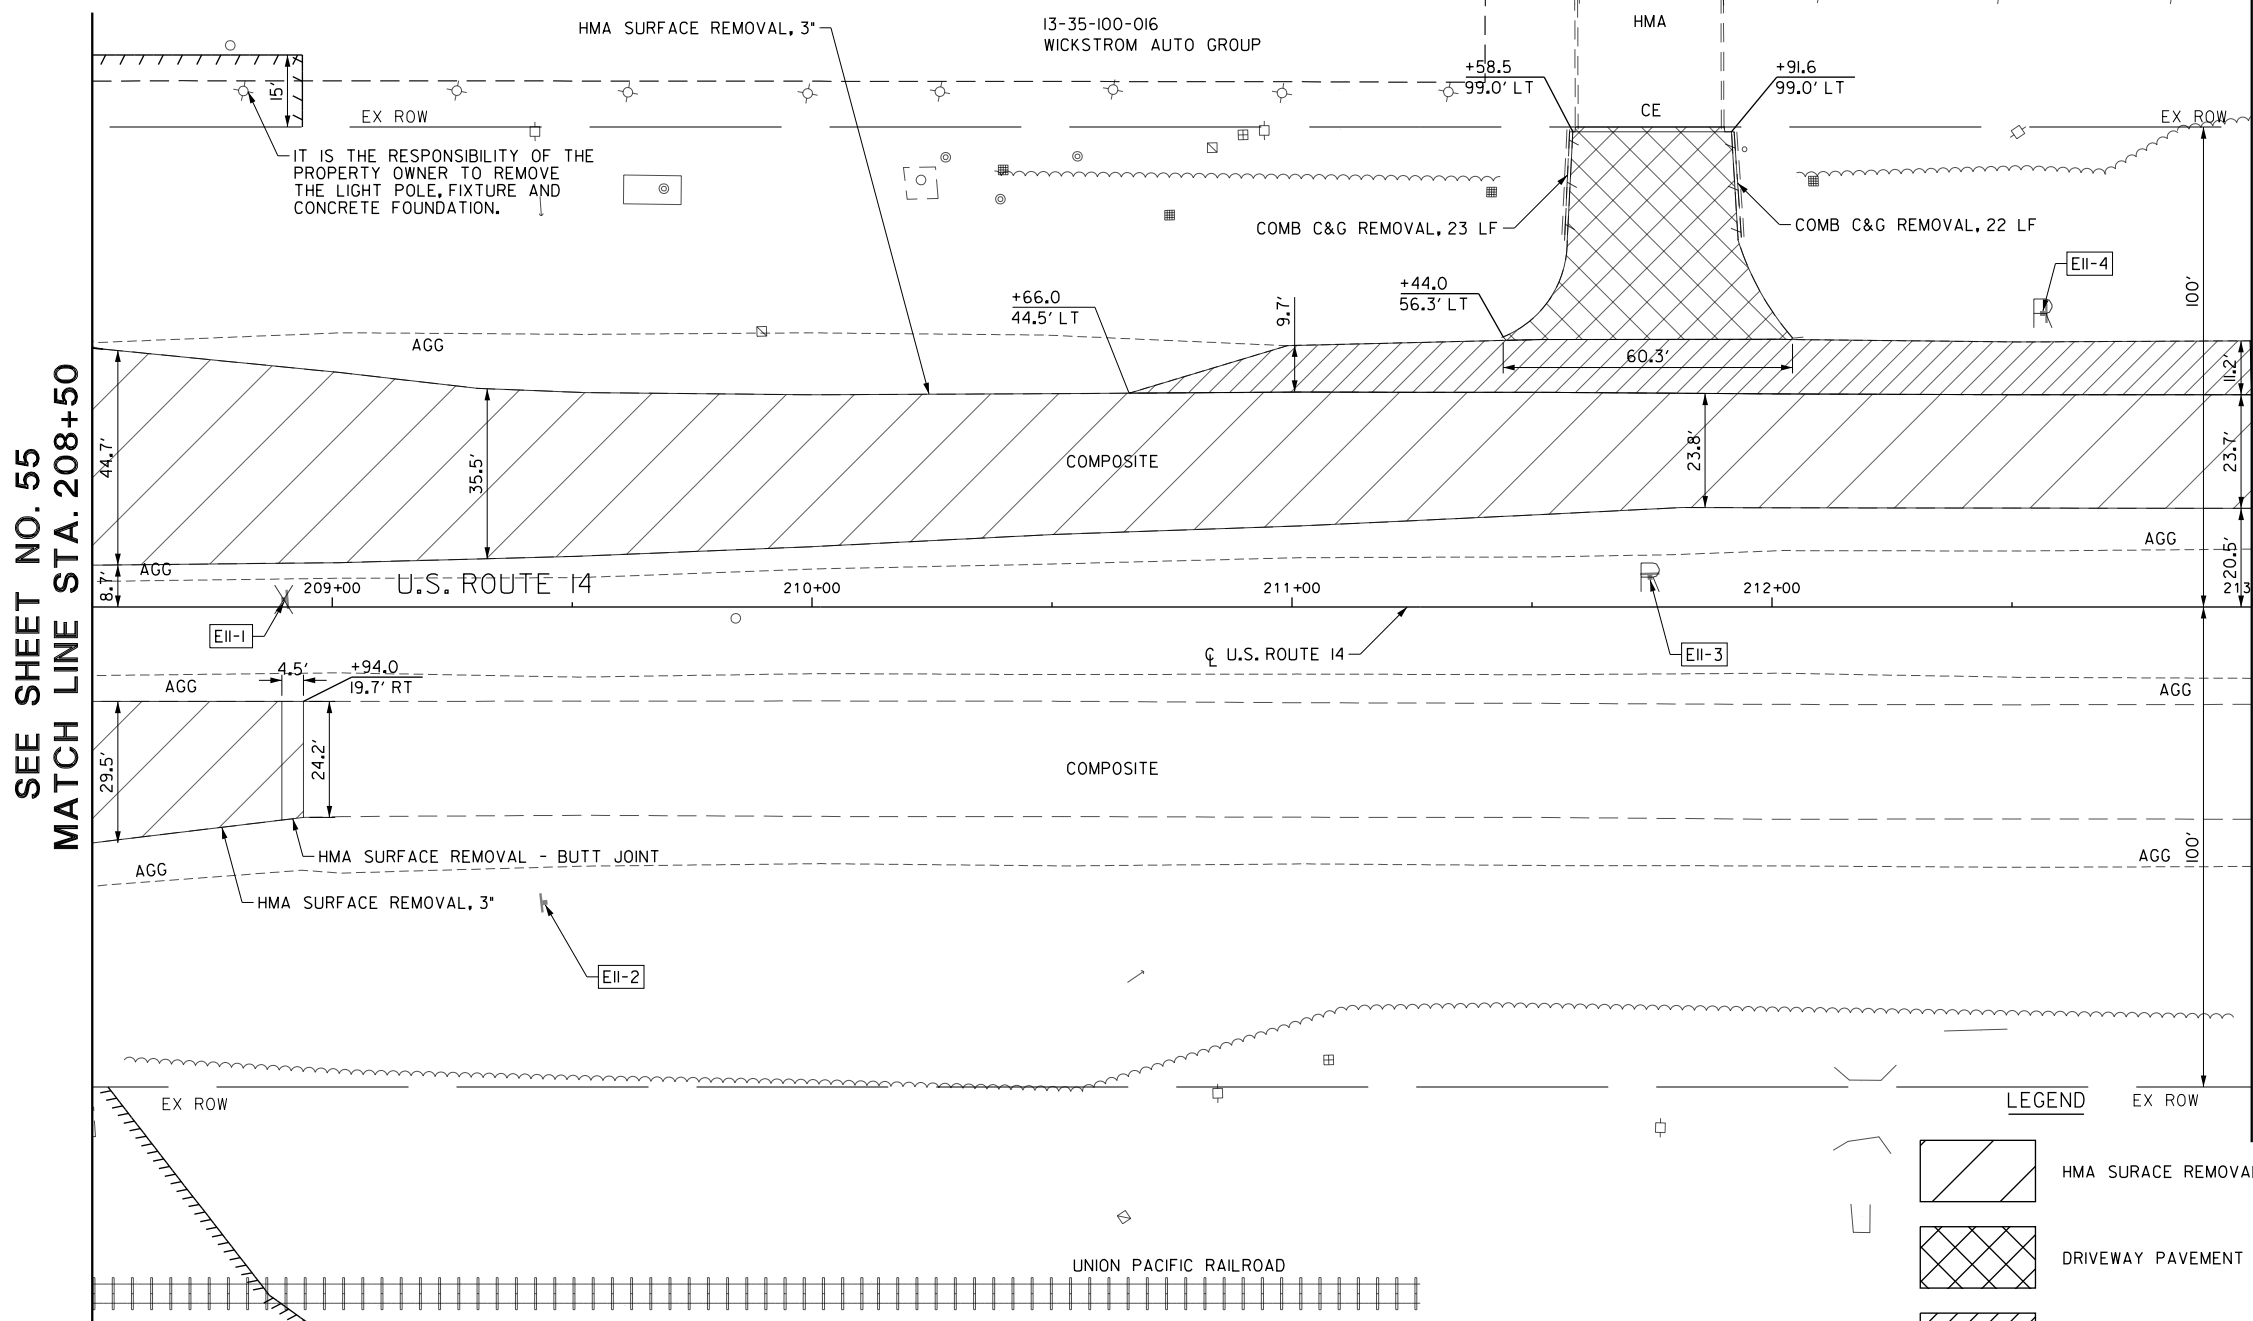 HMA SURFACE REMOVAL, 3"
13-35-100-016
WICKSTROM AUTO GROUP
HMA
+58.5
99.0' LT
+91.6
99.0' LT
15'
EX ROW
CE
EX ROW
IT IS THE RESPONSIBILITY OF THE
PROPERTY OWNER TO REMOVE
THE LIGHT POLE, FIXTURE AND
CONCRETE FOUNDATION.
COMB C&G REMOVAL, 23 LF
COMB C&G REMOVAL, 22 LF
E11-4
100'
+66.0
44.5' LT
9.7'
+44.0
56.3' LT
AGG
60.3'
11.2'
SEE SHEET NO. 55
MATCH LINE STA. 208+50
44.7'
35.5'
COMPOSITE
23.8'
23.7'
AGG
8.7'
AGG
U.S. ROUTE 14
20.5'
209+00
210+00
211+00
212+00
213
E11-1
℄ U.S. ROUTE 14
E11-3
4.5'
+94.0
19.7' RT
AGG
AGG
29.5'
24.2'
COMPOSITE
100'
HMA SURFACE REMOVAL - BUTT JOINT
AGG
AGG
HMA SURFACE REMOVAL, 3"
E11-2
EX ROW
LEGEND
EX ROW
HMA SURACE REMOVAL
DRIVEWAY PAVEMENT
UNION PACIFIC RAILROAD